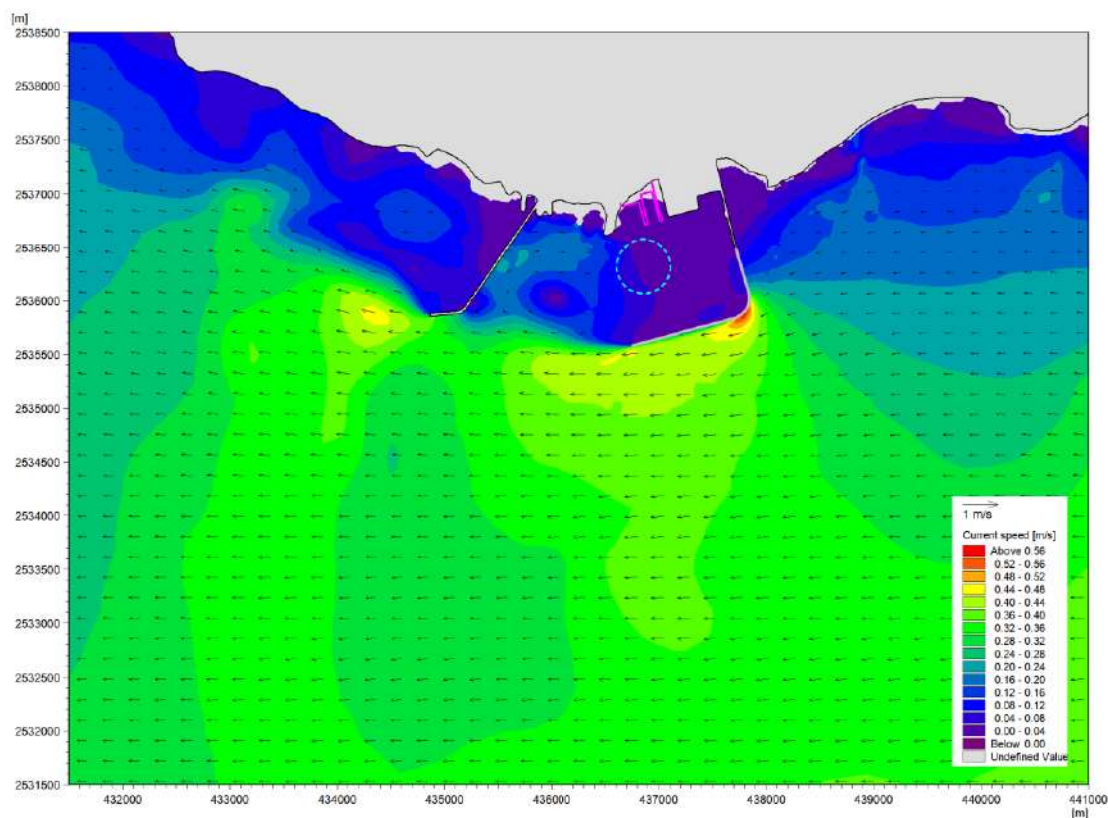 [m]
2538500
2538000
2537500
2537000
2536500
2536000
2535500
2535000
2534500
2534000
2533500
2533000
2532500
2532000
2531500
1 m/s
Current speed [m/s]
Above 0.56
0.52 - 0.56
0.48 - 0.52
0.44 - 0.48
0.40 - 0.44
0.36 - 0.40
0.32 - 0.36
0.28 - 0.32
0.24 - 0.28
0.20 - 0.24
0.16 - 0.20
0.12 - 0.16
0.08 - 0.12
0.04 - 0.08
0.00 - 0.04
Below 0.00
Undefined Value
432000 433000 434000 435000 436000 437000 438000 439000 440000 441000
[m]